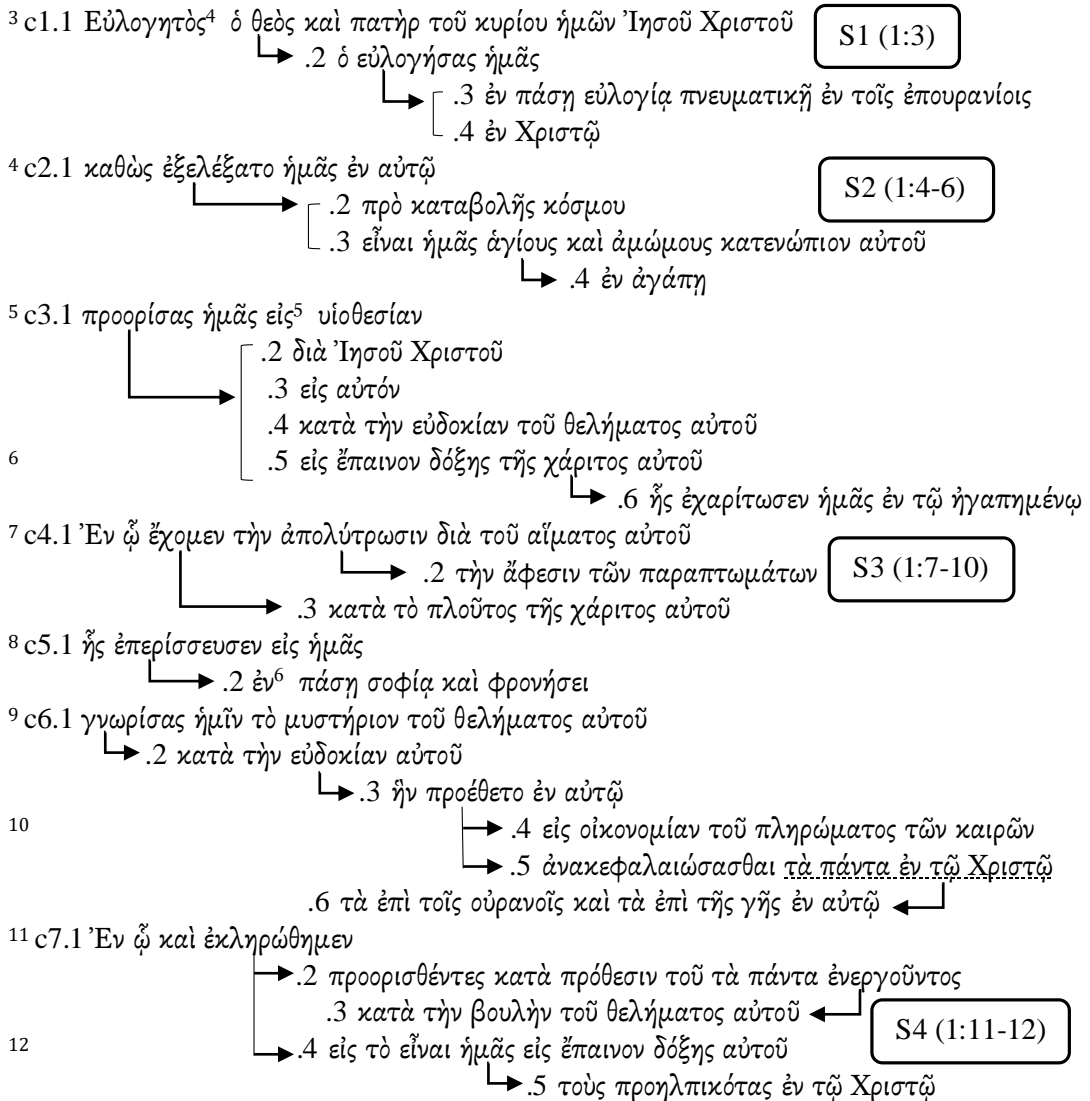 ³ c1.1 Εὐλογητὸς⁴ ὁ θεὸς καὶ πατὴρ τοῦ κυρίου ἡμῶν Ἰησοῦ Χριστοῦ
S1 (1:3)
.2 ὁ εὐλογήσας ἡμᾶς
.3 ἐν πάσῃ εὐλογίᾳ πνευματικῇ ἐν τοῖς ἐπουρανίοις
.4 ἐν Χριστῷ
⁴ c2.1 καθὼς ἐξελέξατο ἡμᾶς ἐν αὐτῷ
S2 (1:4-6)
.2 πρὸ καταβολῆς κόσμου
.3 εἶναι ἡμᾶς ἁγίους καὶ ἀμώμους κατενώπιον αὐτοῦ
.4 ἐν ἀγάπῃ
⁵ c3.1 προορίσας ἡμᾶς εἰς⁵ υἱοθεσίαν
.2 διὰ Ἰησοῦ Χριστοῦ
.3 εἰς αὐτόν
.4 κατὰ τὴν εὐδοκίαν τοῦ θελήματος αὐτοῦ
⁶ .5 εἰς ἔπαινον δόξης τῆς χάριτος αὐτοῦ
.6 ἧς ἐχαρίτωσεν ἡμᾶς ἐν τῷ ἠγαπημένῳ
⁷ c4.1 Ἐν ᾧ ἔχομεν τὴν ἀπολύτρωσιν διὰ τοῦ αἵματος αὐτοῦ
.2 τὴν ἄφεσιν τῶν παραπτωμάτων
S3 (1:7-10)
.3 κατὰ τὸ πλοῦτος τῆς χάριτος αὐτοῦ
⁸ c5.1 ἧς ἐπερίσσευσεν εἰς ἡμᾶς
.2 ἐν⁶ πάσῃ σοφίᾳ καὶ φρονήσει
⁹ c6.1 γνωρίσας ἡμῖν τὸ μυστήριον τοῦ θελήματος αὐτοῦ
.2 κατὰ τὴν εὐδοκίαν αὐτοῦ
.3 ἣν προέθετο ἐν αὐτῷ
¹⁰ .4 εἰς οἰκονομίαν τοῦ πληρώματος τῶν καιρῶν
.5 ἀνακεφαλαιώσασθαι τὰ πάντα ἐν τῷ Χριστῷ
.6 τὰ ἐπὶ τοῖς οὐρανοῖς καὶ τὰ ἐπὶ τῆς γῆς ἐν αὐτῷ
¹¹ c7.1 Ἐν ᾧ καὶ ἐκληρώθημεν
.2 προορισθέντες κατὰ πρόθεσιν τοῦ τὰ πάντα ἐνεργοῦντος
.3 κατὰ τὴν βουλὴν τοῦ θελήματος αὐτοῦ
S4 (1:11-12)
¹² .4 εἰς τὸ εἶναι ἡμᾶς εἰς ἔπαινον δόξης αὐτοῦ
.5 τοὺς προηλπικότας ἐν τῷ Χριστῷ